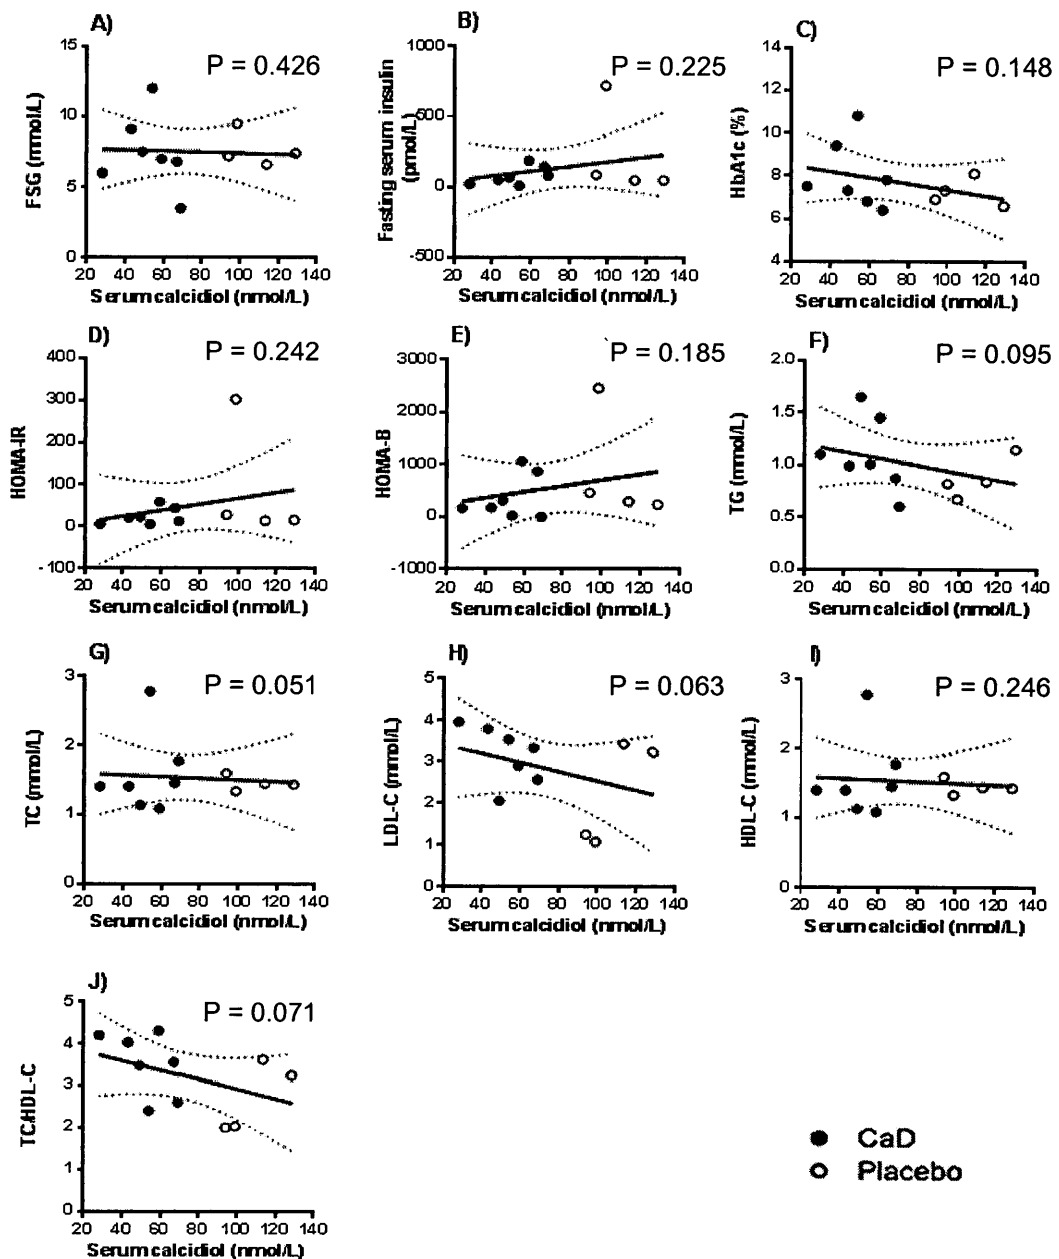 A)
P = 0.426
FSG (mmol/L)
15
10
5
0
20 40 60 80 100 120 140
Serum calcidiol (nmol/L)
B)
P = 0.225
Fasting serum insulin
(pmol/L)
1000
500
0
-500
20 40 60 80 100 120 140
Serum calcidiol (nmol/L)
C)
P = 0.148
HbA1c (%)
14
12
10
8
6
4
20 40 60 80 100 120 140
Serum calcidiol (nmol/L)
D)
P = 0.242
HOMA-IR
400
300
200
100
0
-100
20 40 60 80 100 120 140
Serum calcidiol (nmol/L)
E)
P = 0.185
HOMA-B
3000
2000
1000
0
-1000
20 40 60 80 100 120 140
Serum calcidiol (nmol/L)
F)
P = 0.095
TG (mmol/L)
2.0
1.5
1.0
0.5
0.0
20 40 60 80 100 120 140
Serum calcidiol (nmol/L)
G)
P = 0.051
TC (mmol/L)
3
2
1
0
20 40 60 80 100 120 140
Serum calcidiol (nmol/L)
H)
P = 0.063
LDL-C (mmol/L)
5
4
3
2
1
0
20 40 60 80 100 120 140
Serum calcidiol (nmol/L)
I)
P = 0.246
HDL-C (mmol/L)
3
2
1
0
20 40 60 80 100 120 140
Serum calcidiol (nmol/L)
J)
P = 0.071
TC/HDL-C
5
4
3
2
1
0
20 40 60 80 100 120 140
Serum calcidiol (nmol/L)
CaD
Placebo